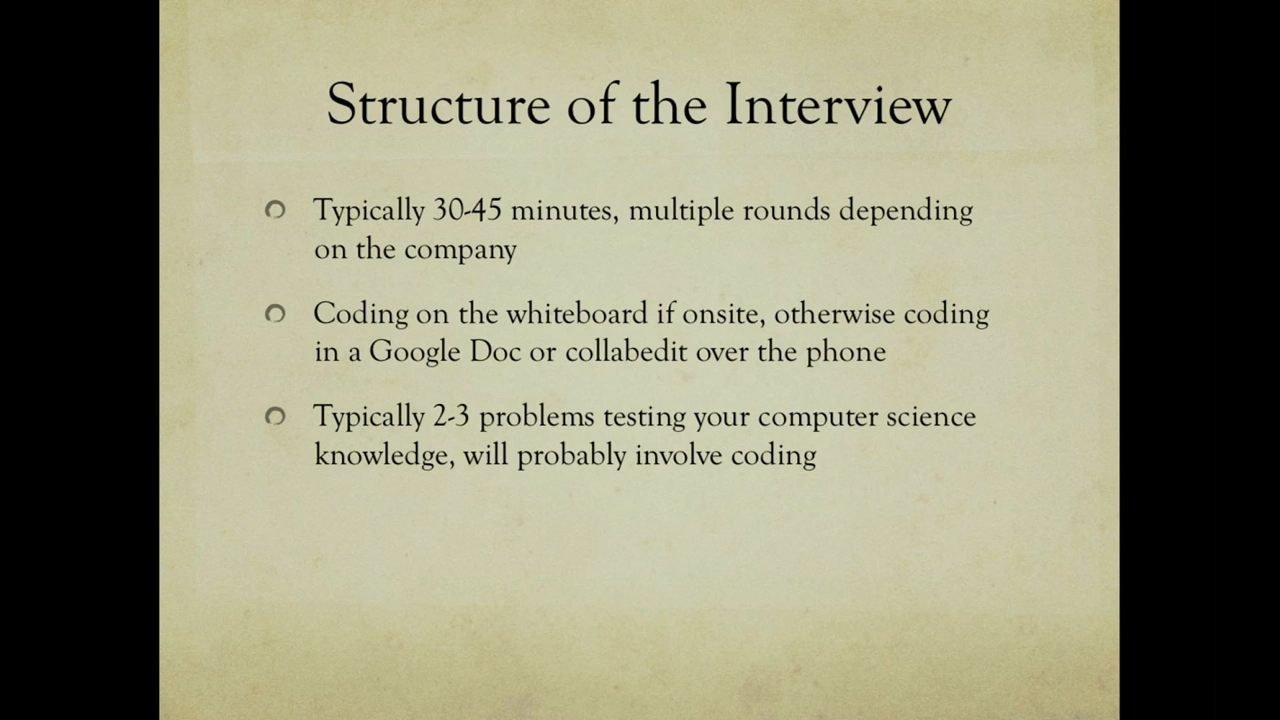 Structure of the Interview
Typically 30-45 minutes, multiple rounds depending
on the company
Coding on the whiteboard if onsite, otherwise coding
in a Google Doc or collabedit over the phone
Typically 2-3 problems testing your computer science
knowledge, will probably involve coding